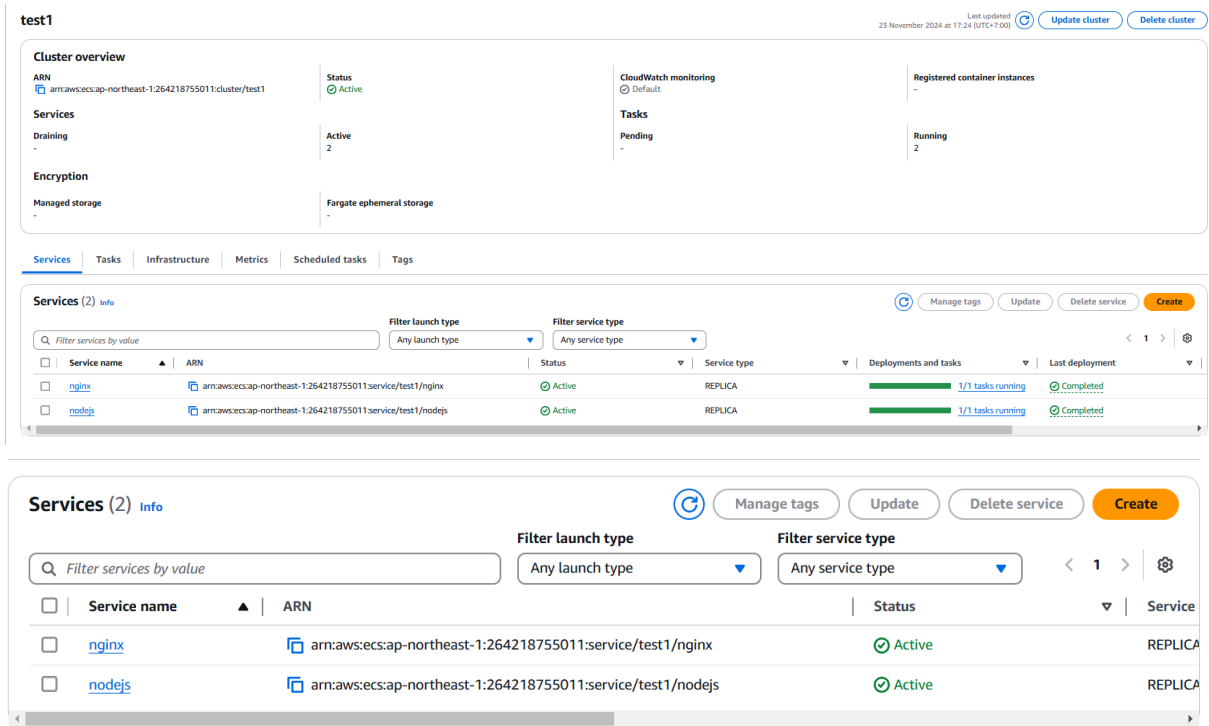 test1
Last updated
23 November 2024 at 17:24 (UTC+7:00)
Update cluster
Delete cluster
Cluster overview
ARN
arn:aws:ecs:ap-northeast-1:264218755011:cluster/test1
Status
Active
CloudWatch monitoring
Default
Registered container instances
-
Services
Tasks
Draining
-
Active
2
Pending
-
Running
2
Encryption
Managed storage
-
Fargate ephemeral storage
-
Services Tasks Infrastructure Metrics Scheduled tasks Tags
Services (2) Info
Manage tags Update Delete service Create
Filter launch type Filter service type
Filter services by value Any launch type Any service type 1
Service name ARN Status Service type Deployments and tasks Last deployment
nginx arn:aws:ecs:ap-northeast-1:264218755011:service/test1/nginx Active REPLICA 1/1 tasks running Completed
nodejs arn:aws:ecs:ap-northeast-1:264218755011:service/test1/nodejs Active REPLICA 1/1 tasks running Completed
Services (2) Info
Manage tags Update Delete service Create
Filter launch type Filter service type
Filter services by value Any launch type Any service type 1
Service name ARN Status Service
nginx arn:aws:ecs:ap-northeast-1:264218755011:service/test1/nginx Active REPLICA
nodejs arn:aws:ecs:ap-northeast-1:264218755011:service/test1/nodejs Active REPLICA